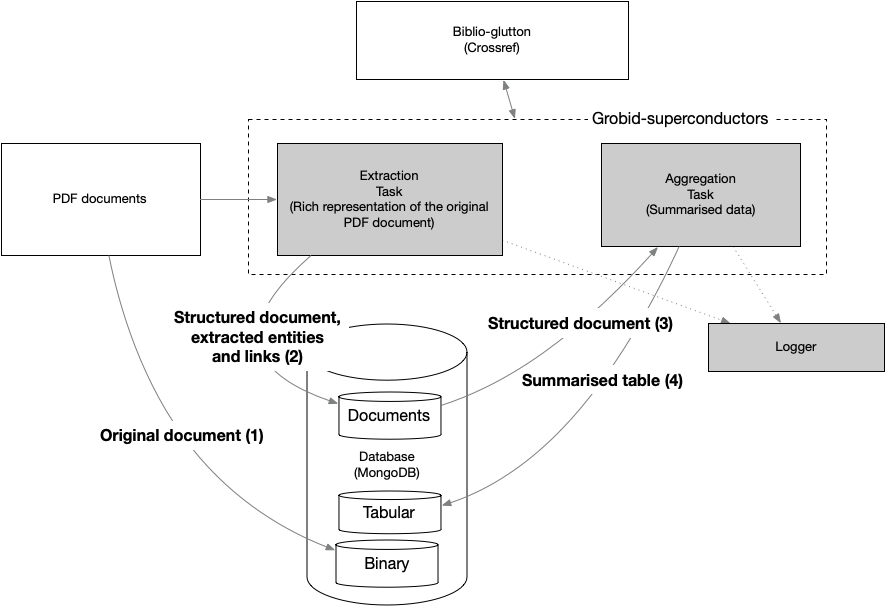 Biblio-glutton
(Crossref)
Grobid-superconductors
PDF documents
Extraction
Task
(Rich representation of the original
PDF document)
Aggregation
Task
(Summarised data)
Structured document,
extracted entities
and links (2)
Structured document (3)
Logger
Summarised table (4)
Original document (1)
Documents
Database
(MongoDB)
Tabular
Binary